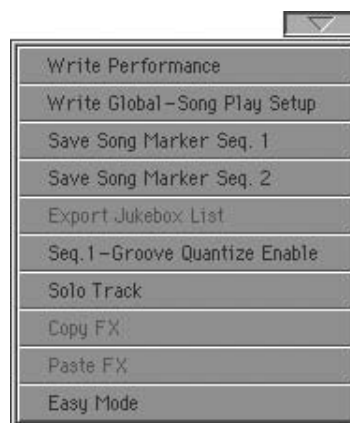 Write Performance
Write Global-Song Play Setup
Save Song Marker Seq. 1
Save Song Marker Seq. 2
Export Jukebox List
Seq.1-Groove Quantize Enable
Solo Track
Copy FX
Paste FX
Easy Mode